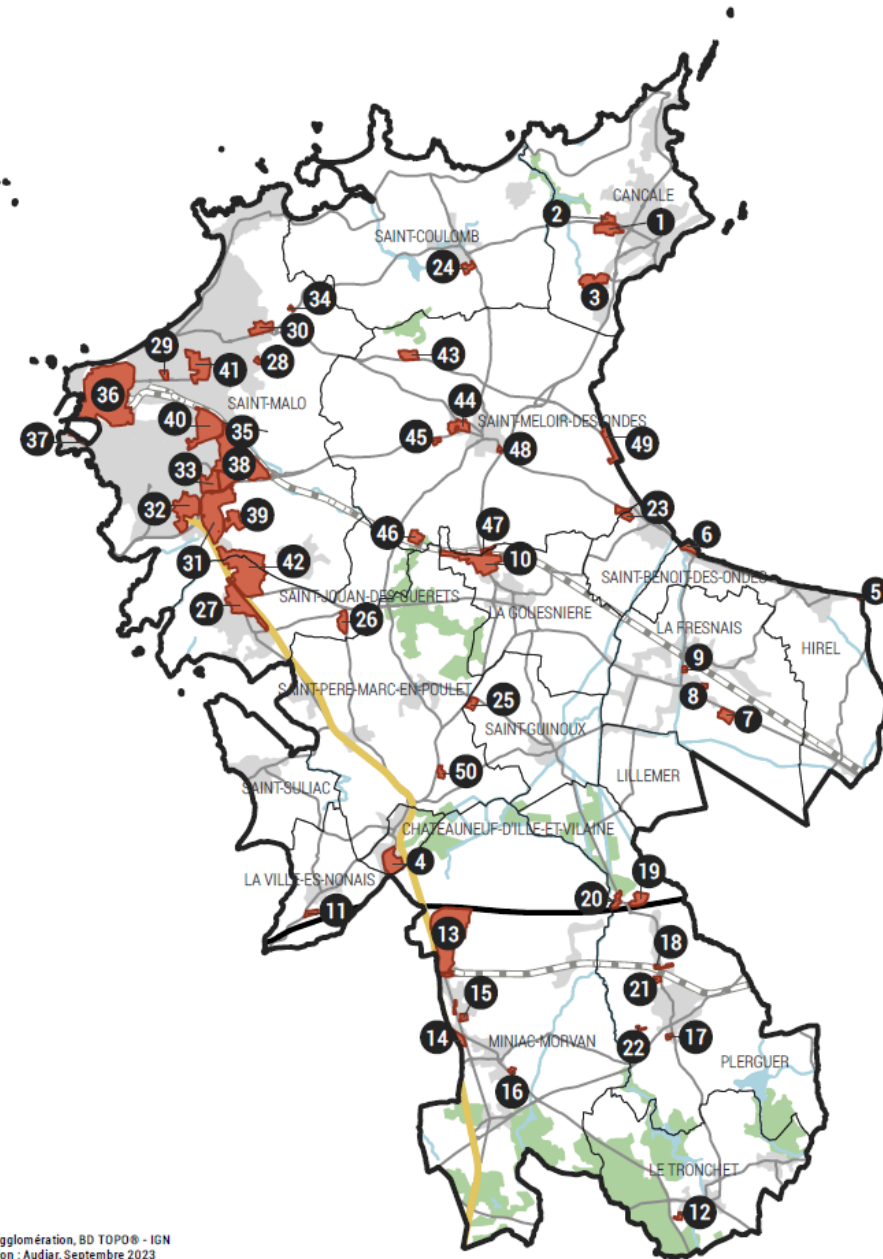 CANCALE
2
1
SAINT-COULOMB
24
3
34
30
29
41
28
43
36
SAINT-MALO
44
40
35
SAINT-MELOIR-DES-ONDES
37
45
48
49
33
38
32
39
23
46
47
6
31
42
10
SAINT-BENOIT-DES-ONDES
5
27
SAINT-JOUAN-DES-GUERETS
26
LA GOUESNIERE
LA FRESNAIS
HIREL
9
SAINT-PERE-MARC-EN-POULET
25
8
7
SAINT-GUINOUX
50
LILLEMER
SAINT-SULIAC
CHATEAUNEUF-D'ILLE-ET-VILAINE
4
LA VILLE-ES-NONAIS
20
19
11
13
18
21
15
14
MINIAC-MORVAN
22
17
PLERGUER
16
LE TRONCHET
12
gglomération, BD TOPO® - IGN
on : Audiar, Septembre 2023